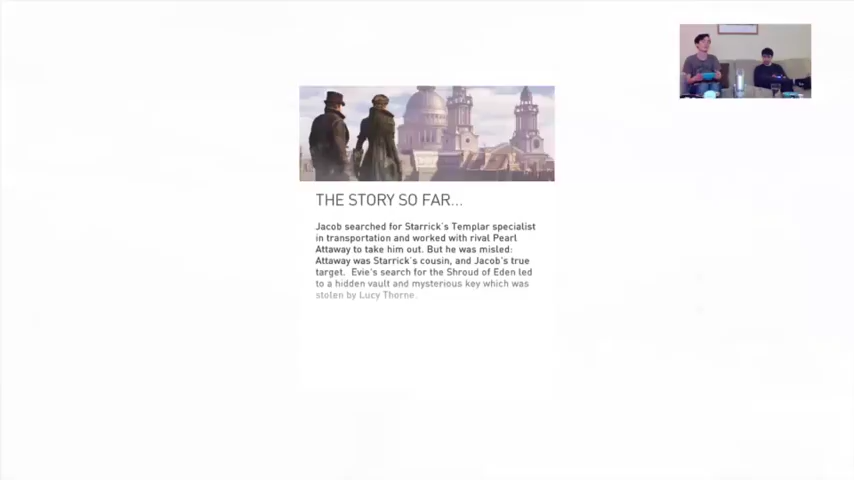 THE STORY SO FAR...
Jacob searched for Starrick's Templar specialist
in transportation and worked with rival Pearl
Attaway to take him out. But he was misled:
Attaway was Starrick's cousin, and Jacob's true
target. Evie's search for the Shroud of Eden led
to a hidden vault and mysterious key which was
stolen by Lucy Thorne.